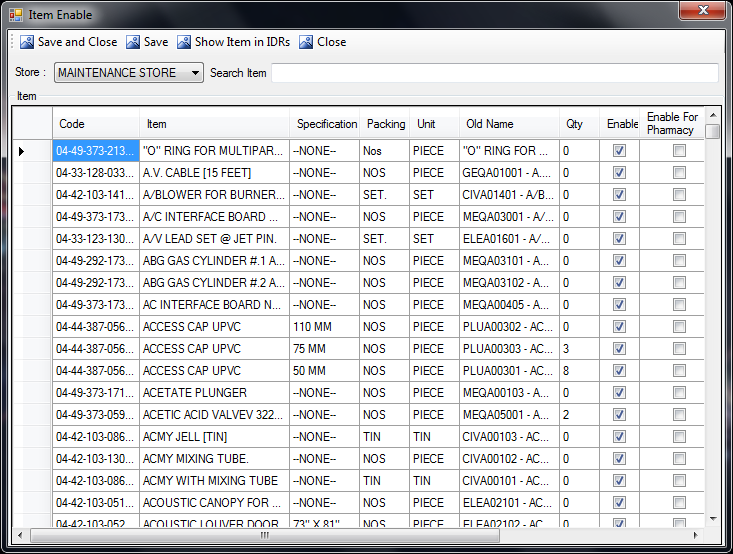 Item Enable
Save and Close Save Show Item in IDRs Close
Store : MAINTENANCE STORE Search Item
Item
Code Item Specification Packing Unit Old Name Qty Enable Enable For Pharmacy
04-49-373-213... "O" RING FOR MULTIPAR... --NONE-- Nos PIECE "O" RING FOR ... 0
04-33-128-033... A.V. CABLE [15 FEET] --NONE-- NOS PIECE GEQA01001 - A... 0
04-42-103-141... A/BLOWER FOR BURNER... --NONE-- SET. SET CIVA01401 - A/B... 0
04-49-373-173... A/C INTERFACE BOARD ... --NONE-- NOS PIECE MEQA03001 - A/... 0
04-33-123-130... A/V LEAD SET @ JET PIN. --NONE-- SET. SET ELEA01601 - A/... 0
04-49-292-173... ABG GAS CYLINDER #.1 A... --NONE-- NOS PIECE MEQA03101 - A... 0
04-49-292-173... ABG GAS CYLINDER #.2 A... --NONE-- NOS PIECE MEQA03102 - A... 0
04-49-373-173... AC INTERFACE BOARD N... --NONE-- NOS PIECE MEQA00405 - A... 0
04-44-387-056... ACCESS CAP UPVC 110 MM NOS PIECE PLUA00302 - AC... 0
04-44-387-056... ACCESS CAP UPVC 75 MM NOS PIECE PLUA00303 - AC... 3
04-44-387-056... ACCESS CAP UPVC 50 MM NOS PIECE PLUA00301 - AC... 8
04-49-373-171... ACETATE PLUNGER --NONE-- NOS PIECE MEQA00103 - A... 0
04-49-373-059... ACETIC ACID VALVEV 322... --NONE-- NOS PIECE MEQA05001 - A... 2
04-42-103-086... ACMY JELL [TIN] --NONE-- TIN TIN CIVA00103 - AC... 0
04-42-103-130... ACMY MIXING TUBE. --NONE-- NOS PIECE CIVA00102 - AC... 0
04-42-103-086... ACMY WITH MIXING TUBE --NONE-- TIN TIN CIVA00101 - AC... 0
04-42-103-051... ACOUSTIC CANOPY FOR ... --NONE-- NOS PIECE ELEA02101 - AC... 0
04-42-103-052... ACOUSTIC LOUVER DOOR... 73" X 81" NOS PIECE ELEA02102 - AC... 0